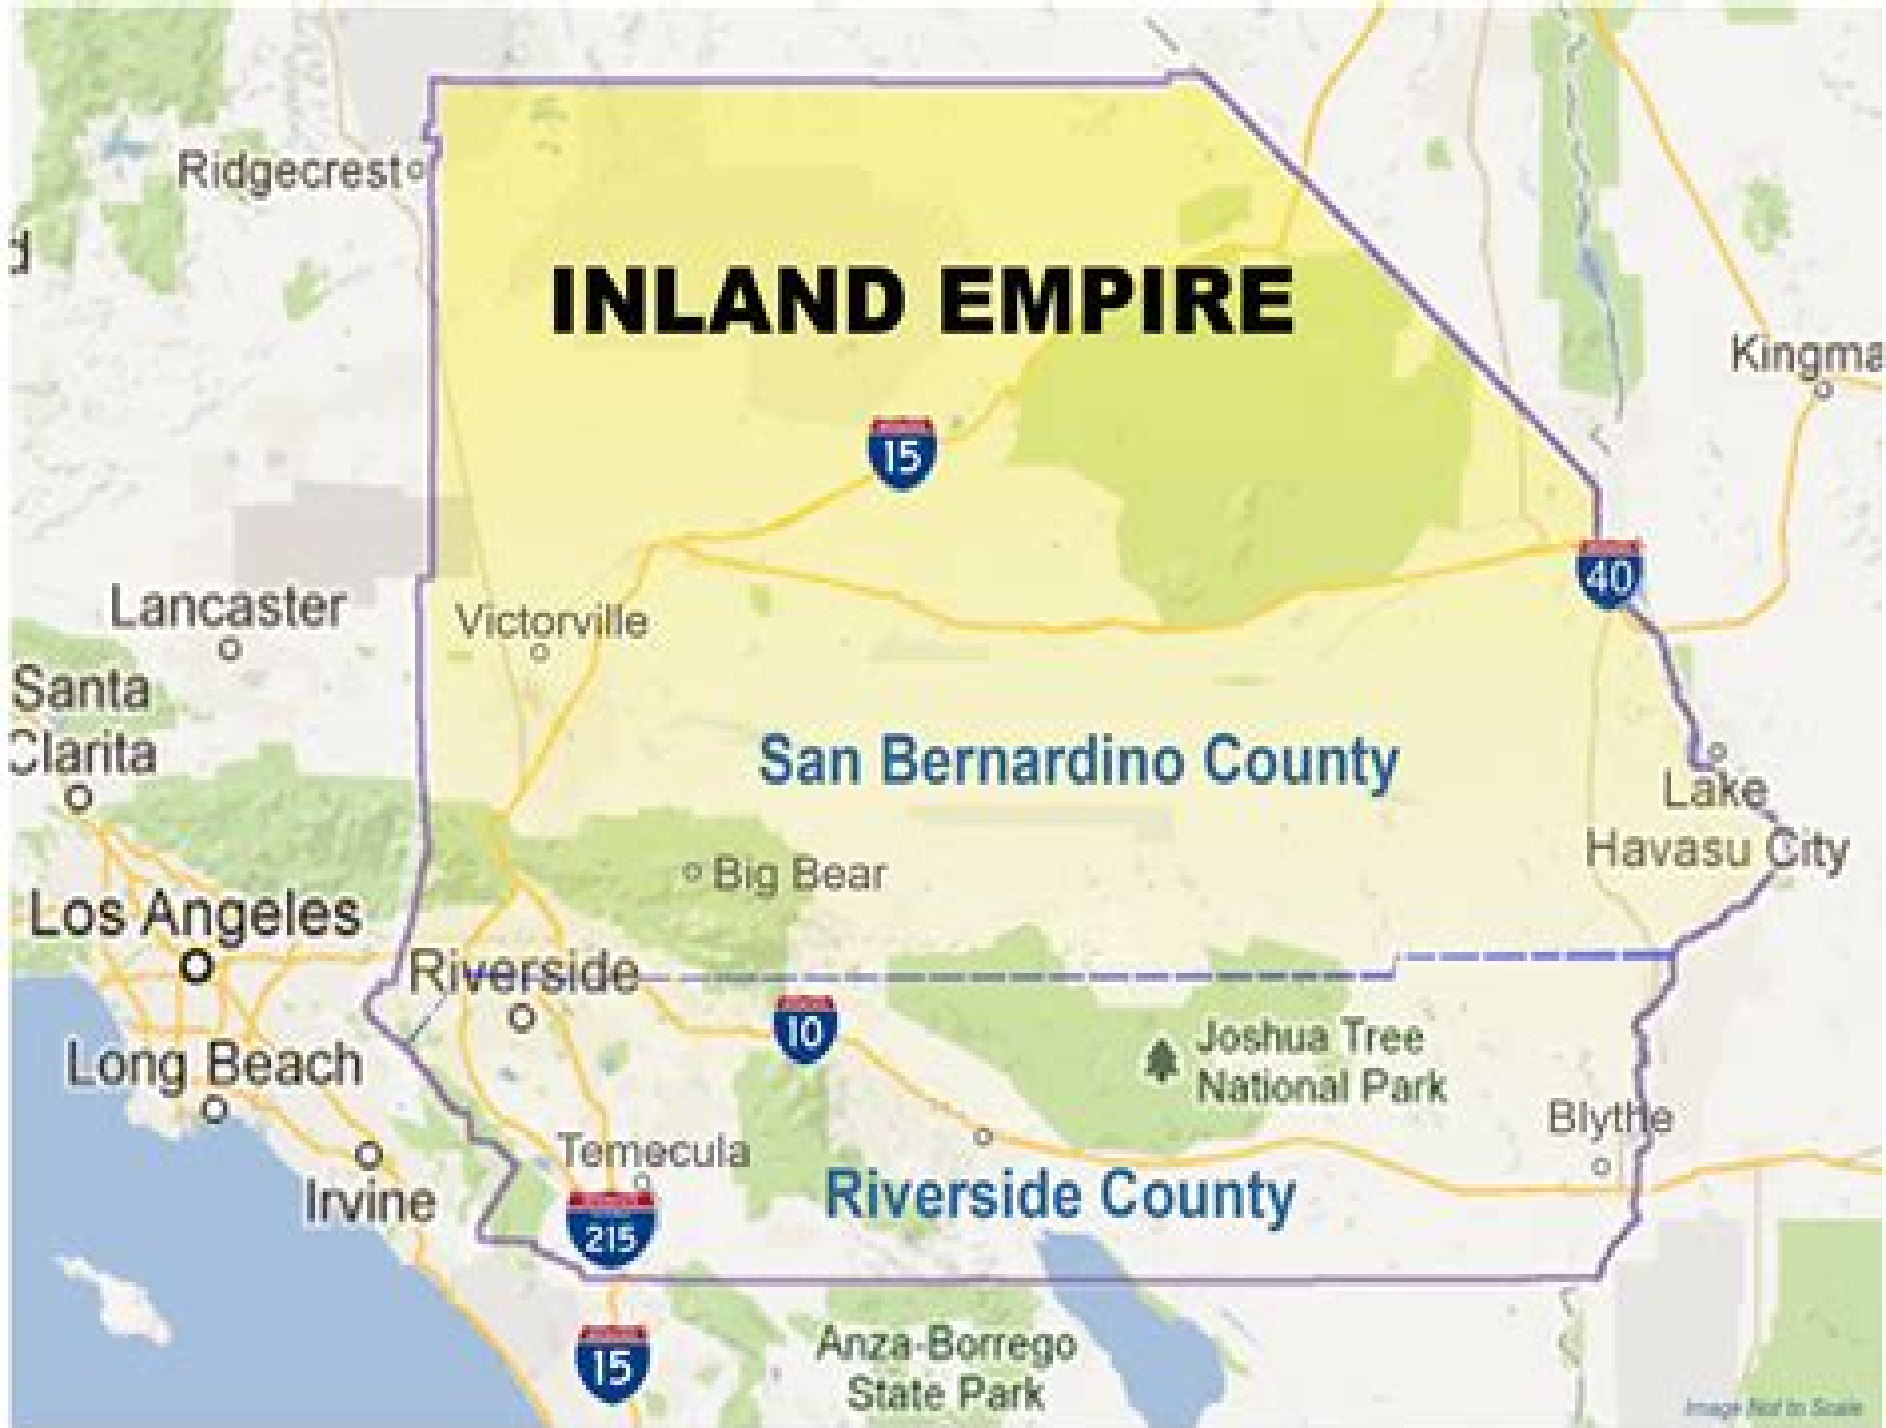 Ridgecrest
d
INLAND EMPIRE
Kingma
15
40
Lancaster
Victorville
Santa
Clarita
San Bernardino County
Lake
Havasu City
Big Bear
Los Angeles
Riverside
10
Joshua Tree
National Park
Long Beach
Blythe
Temecula
Irvine
Riverside County
215
15
Anza-Borrego
State Park
Image Not to Scale